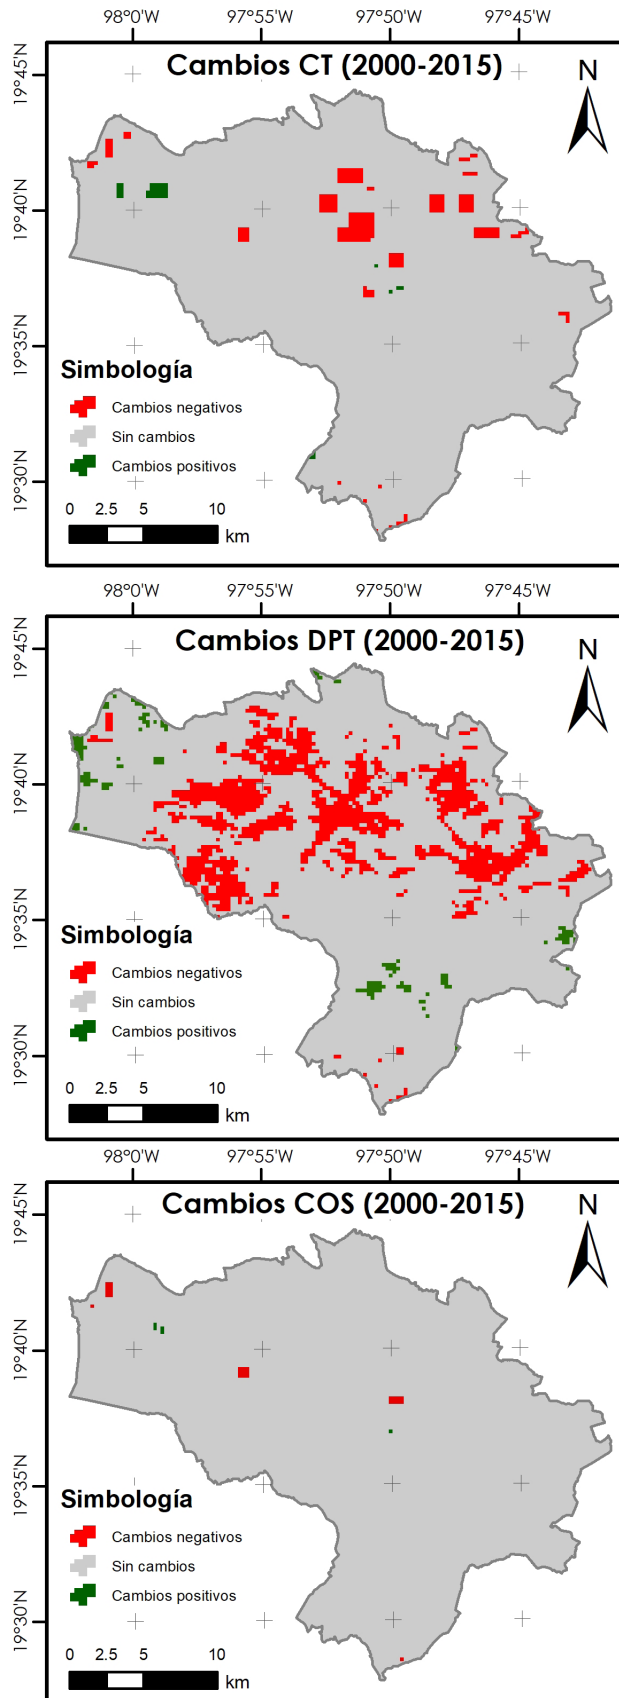 98°0'W 97°55'W 97°50'W 97°45'W
Cambios CT (2000-2015)
N
19°45'N
19°40'N
19°35'N
19°30'N
Simbología
Cambios negativos
Sin cambios
Cambios positivos
0 2.5 5 10
km
98°0'W 97°55'W 97°50'W 97°45'W
Cambios DPT (2000-2015)
N
19°45'N
19°40'N
19°35'N
19°30'N
Simbología
Cambios negativos
Sin cambios
Cambios positivos
0 2.5 5 10
km
98°0'W 97°55'W 97°50'W 97°45'W
Cambios COS (2000-2015)
N
19°45'N
19°40'N
19°35'N
19°30'N
Simbología
Cambios negativos
Sin cambios
Cambios positivos
0 2.5 5 10
km